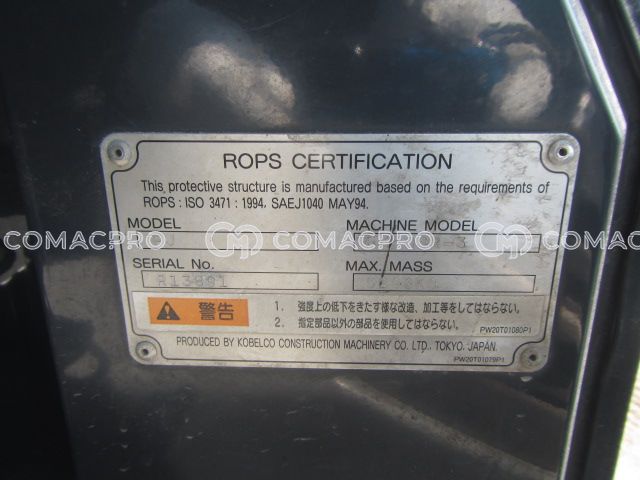 ROPS CERTIFICATION
This protective structure is manufactured based on the requirements of
ROPS : ISO 3471 : 1994. SAEJ1040 MAY94.
MODEL
MACHINE MODEL
COMACPRO COMACPRO COMACPRO
SERIAL No.
MAX. MASS
警告
1. 強度上の低下をきたす様な改造、加工等をしてはならない。
2. 指定部品以外の部品を使用してはならない。
PW20T01080P1
PRODUCED BY KOBELCO CONSTRUCTION MACHINERY CO. LTD., TOKYO, JAPAN.
PW20T01079P1